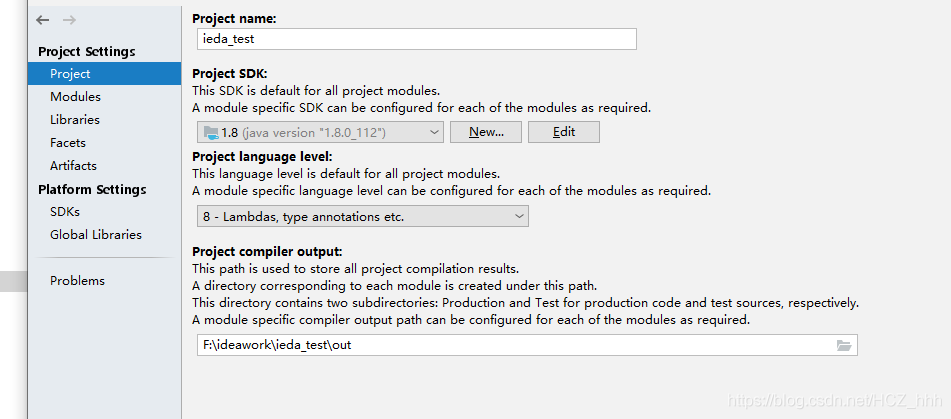 Project name:
ieda_test
Project Settings
Project
Modules
Libraries
Facets
Artifacts
Platform Settings
SDKs
Global Libraries
Problems
Project SDK:
This SDK is default for all project modules.
A module specific SDK can be configured for each of the modules as required.
1.8 (java version "1.8.0_112") New... Edit
Project language level:
This language level is default for all project modules.
A module specific language level can be configured for each of the modules as required.
8 - Lambdas, type annotations etc.
Project compiler output:
This path is used to store all project compilation results.
A directory corresponding to each module is created under this path.
This directory contains two subdirectories: Production and Test for production code and test sources, respectively.
A module specific compiler output path can be configured for each of the modules as required.
F:\ideawork\ieda_test\out
https://blog.csdn.net/HCZ_hhh